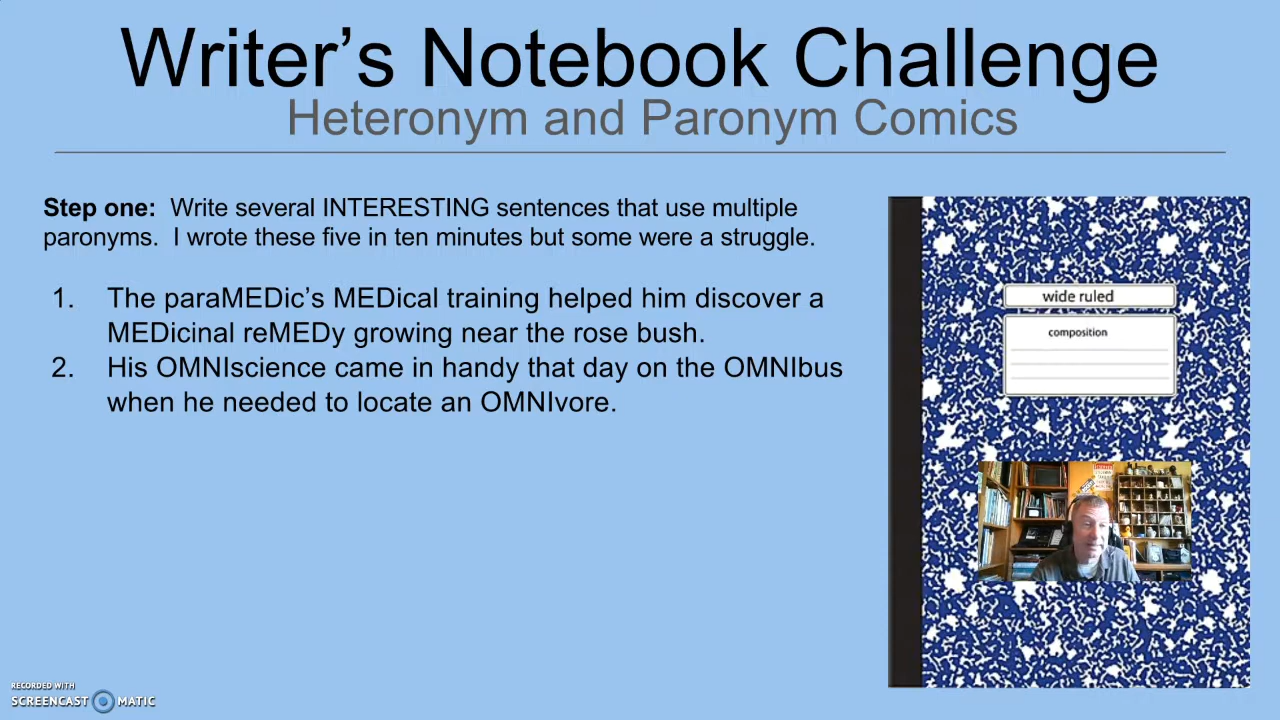 Writer’s Notebook Challenge
Heteronym and Paronym Comics
Step one:  Write several INTERESTING sentences that use multiple
paronyms.  I wrote these five in ten minutes but some were a struggle.
1. The paraMEDic’s MEDical training helped him discover a
MEDicinal reMEDy growing near the rose bush.
2. His OMNIscience came in handy that day on the OMNIbus
when he needed to locate an OMNIvore.
wide ruled
composition
RECORDED WITH
SCREENCAST MATIC